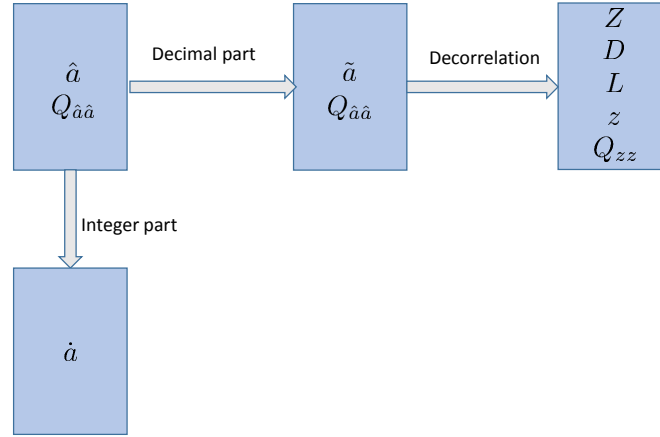 â
Q_{ââ}
Decimal part
ã
Q_{ââ}
Decorrelation
Z
D
L
z
Q_{zz}
Integer part
ȧ